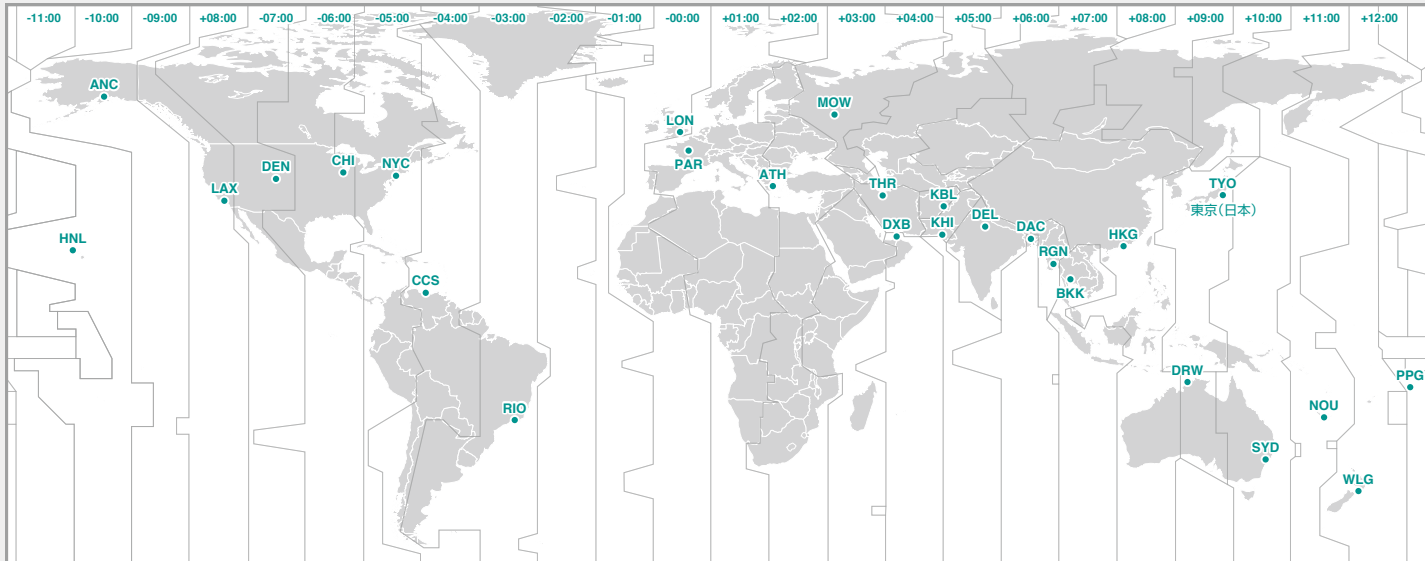 -11:00 -10:00 -09:00 +08:00 -07:00 -06:00 -05:00 -04:00 -03:00 -02:00 -01:00 -00:00 +01:00 +02:00 +03:00 +04:00 +05:00 +06:00 +07:00 +08:00 +09:00 +10:00 +11:00 +12:00
ANC
MOW
LON
CHI
NYC
DEN
PAR
ATH
LAX
THR
TYO
KBL
東京(日本)
DEL
HNL
DXB
KHI
DAC
HKG
RGN
CCS
BKK
DRW
PPG
RIO
NOU
SYD
WLG